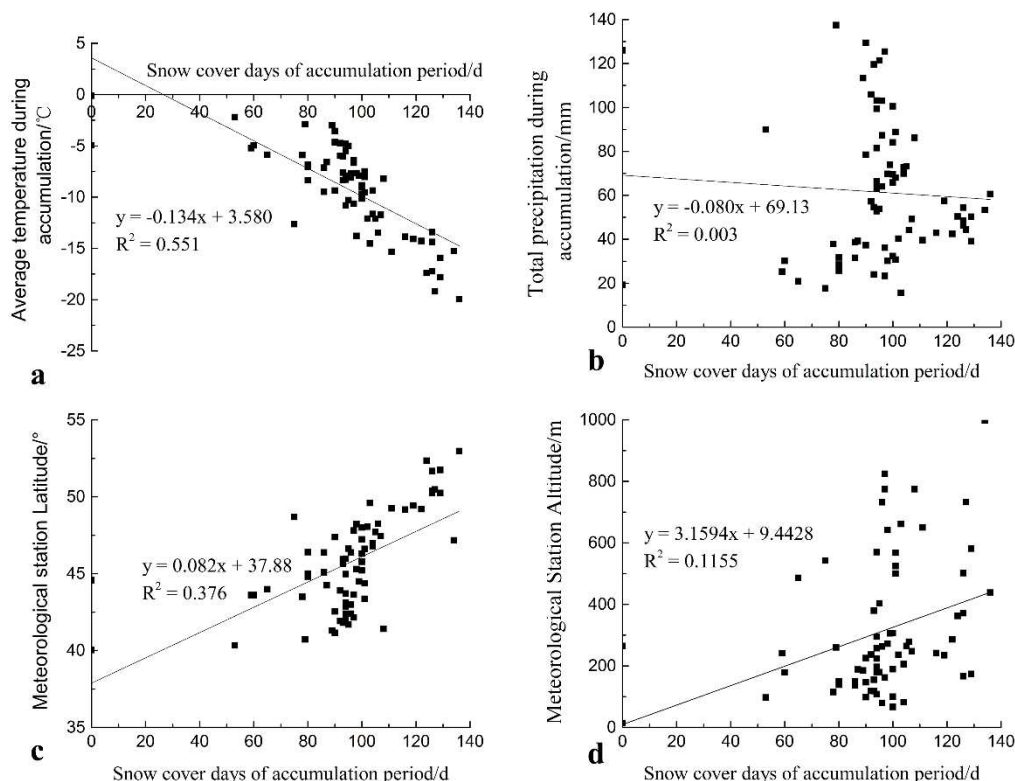 5
0
-5
-10
-15
-20
-25
Snow cover days of accumulation period/d
0 20 40 60 80 100 120 140
Average temperature during
accumulation/℃
y = -0.134x + 3.580
R² = 0.551
a
140
120
100
80
60
40
20
0
Total precipitation during
accumulation/mm
y = -0.080x + 69.13
R² = 0.003
0 20 40 60 80 100 120 140
Snow cover days of accumulation period/d
b
55
50
45
40
35
Meteorological station Latitude/°
y = 0.082x + 37.88
R² = 0.376
0 20 40 60 80 100 120 140
Snow cover days of accumulation period/d
c
1000
800
600
400
200
0
Meteorological Station Altitude/m
y = 3.1594x + 9.4428
R² = 0.1155
0 20 40 60 80 100 120 140
Snow cover days of accumulation period/d
d